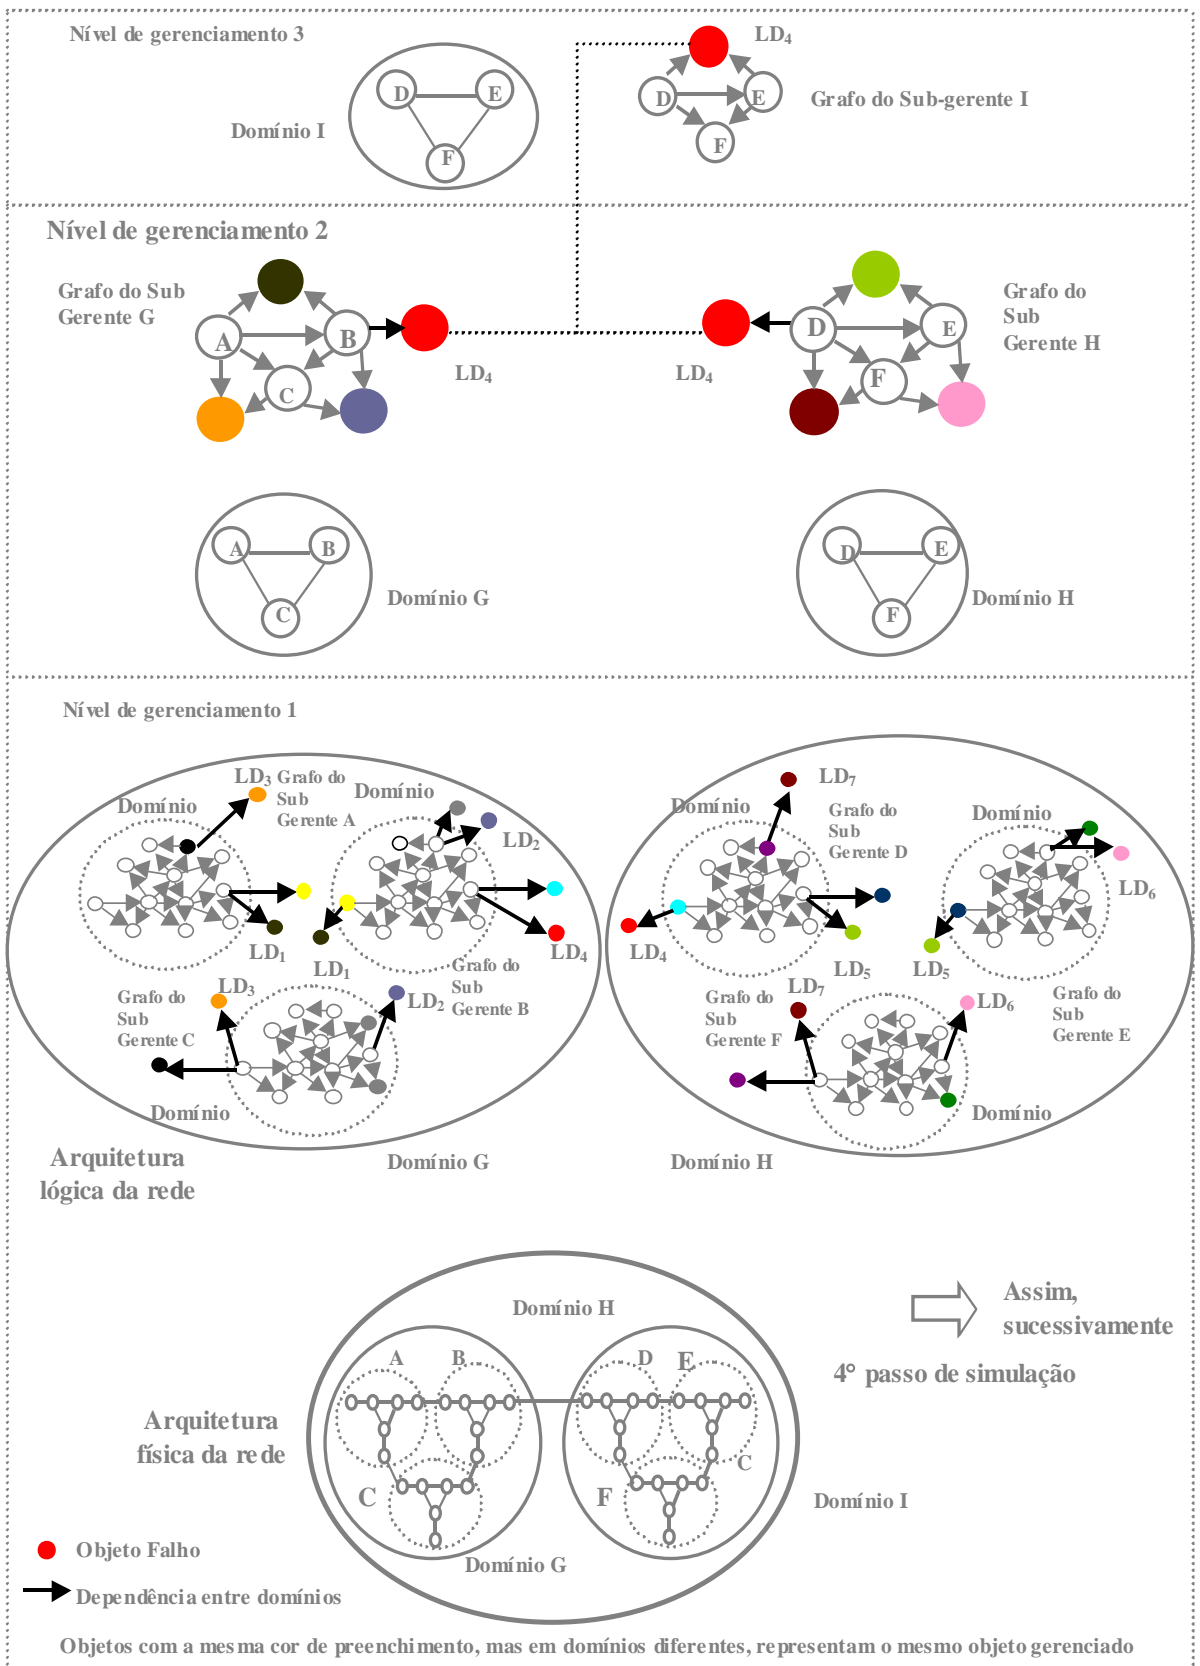 Nível de gerenciamento 3
LD4
D
E
F
Domínio I
D
E
F
Grafo do Sub-gerente I
Nível de gerenciamento 2
Grafo do Sub
Gerente G
A
B
C
LD4
LD4
D
E
F
Grafo do
Sub
Gerente H
A
B
C
Domínio G
D
E
F
Domínio H
Nível de gerenciamento 1
LD3
Grafo do
Sub
Gerente A
Domínio
Domínio
LD2
LD1
LD1
LD4
Grafo do
Sub
Gerente B
Grafo do
Sub
Gerente C
LD3
LD2
Domínio
Domínio G
LD7
Domínio
Grafo do
Sub
Gerente D
Domínio
LD6
LD4
LD5
LD5
LD7
Grafo do
Sub
Gerente F
LD6
Grafo do
Sub
Gerente E
Domínio
Domínio H
Arquitetura
lógica da rede
Domínio H
A
B
D
E
C
F
C
Domínio G
Domínio I
Arquitetura
física da rede
Assim,
sucessivamente
4° passo de simulação
Objeto Falho
Dependência entre domínios
Objetos com a mesma cor de preenchimento, mas em domínios diferentes, representam o mesmo objeto gerenciado